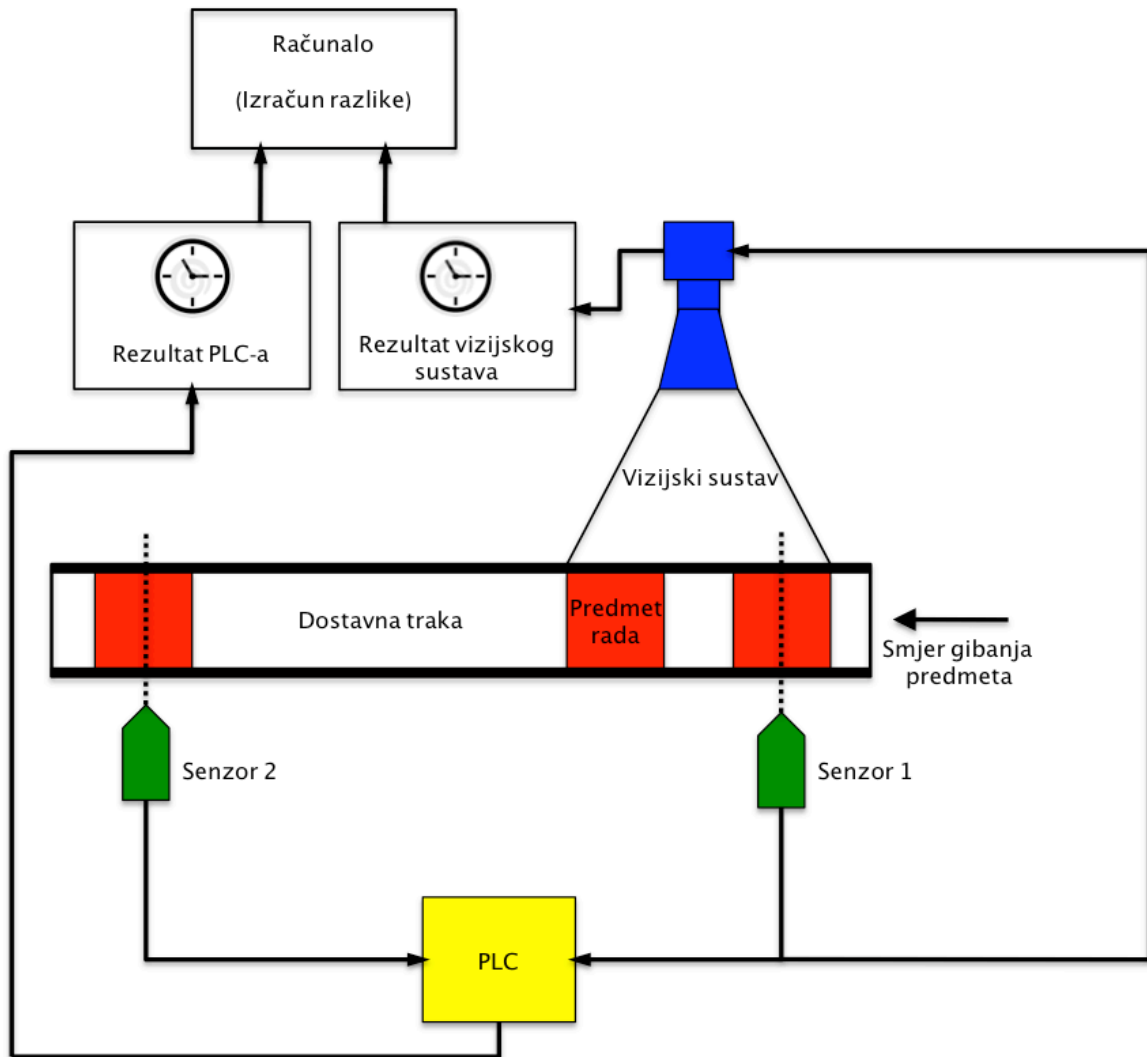 Računalo
(Izračun razlike)
Rezultat PLC-a
Rezultat vizijskog
sustava
Vizijski sustav
Dostavna traka
Predmet
rada
Smjer gibanja
predmeta
Senzor 2
Senzor 1
PLC